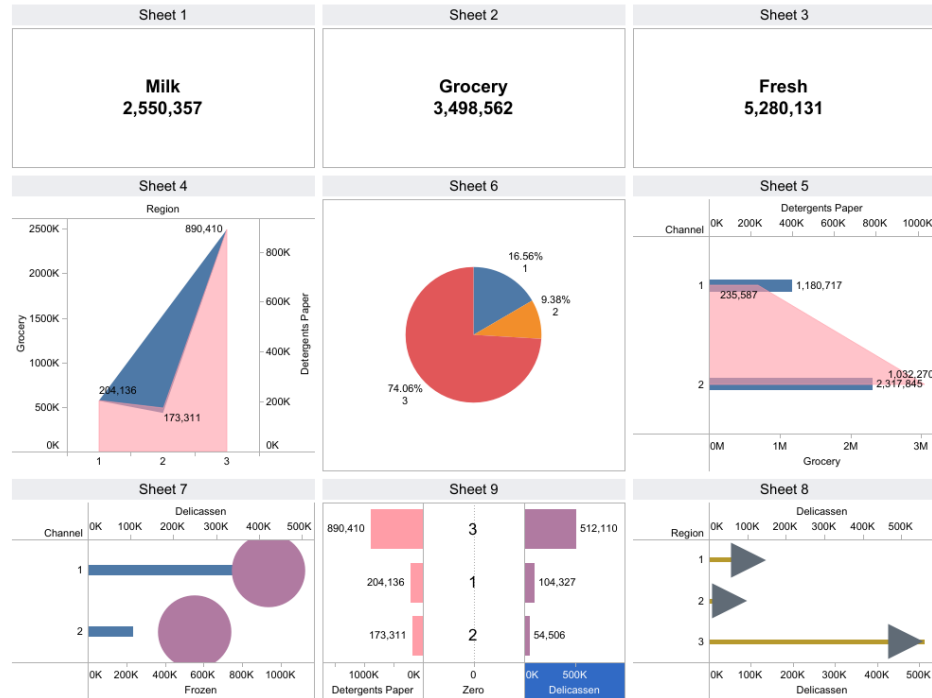 Sheet 1
Milk
2,550,357
Sheet 2
Grocery
3,498,562
Sheet 3
Fresh
5,280,131
Sheet 4
Region
2500K
2000K
1500K
1000K
500K
0K
Grocery
890,410
204,136
173,311
800K
600K
400K
200K
0K
Detergents Paper
1 2 3
Sheet 6
16.56%
1
9.38%
2
74.06%
3
Sheet 5
Detergents Paper
Channel 0K 200K 400K 600K 800K 1000K
1 1,180,717
235,587
1,032,270
2 2,317,845
0M 1M 2M 3M
Grocery
Sheet 7
Delicassen
Channel 0K 100K 200K 300K 400K 500K
1
2
0K 200K 400K 600K 800K 1000K
Frozen
Sheet 9
890,410 3 512,110
204,136 1 104,327
173,311 2 54,506
1000K 0K 0 0K 500K
Detergents Paper Zero Delicassen
Sheet 8
Delicassen
Region 0K 100K 200K 300K 400K 500K
1
2
3
0K 100K 200K 300K 400K 500K
Delicassen